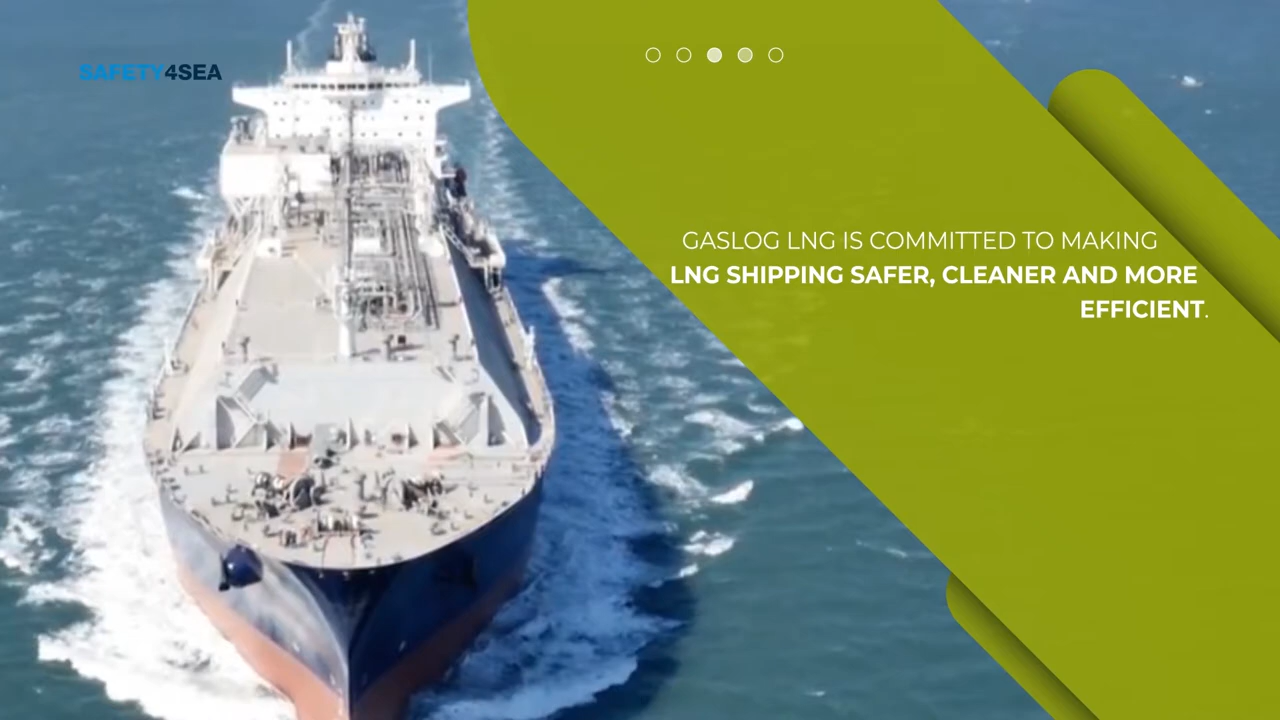 SAFETY4SEA
GASLOG LNG IS COMMITTED TO MAKING
LNG SHIPPING SAFER, CLEANER AND MORE
EFFICIENT.